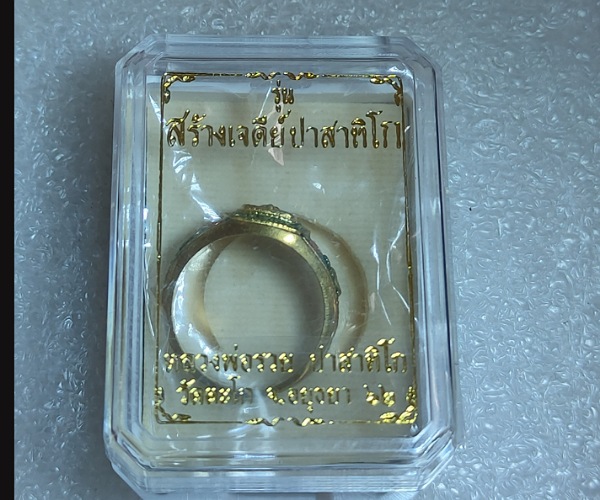 รุ่น
สร้างเจดีย์ปาสาทิโก
หลวงพ่อรวย ปาสาทิโก
วัดตะโก จ.อยุธยา ๖๒